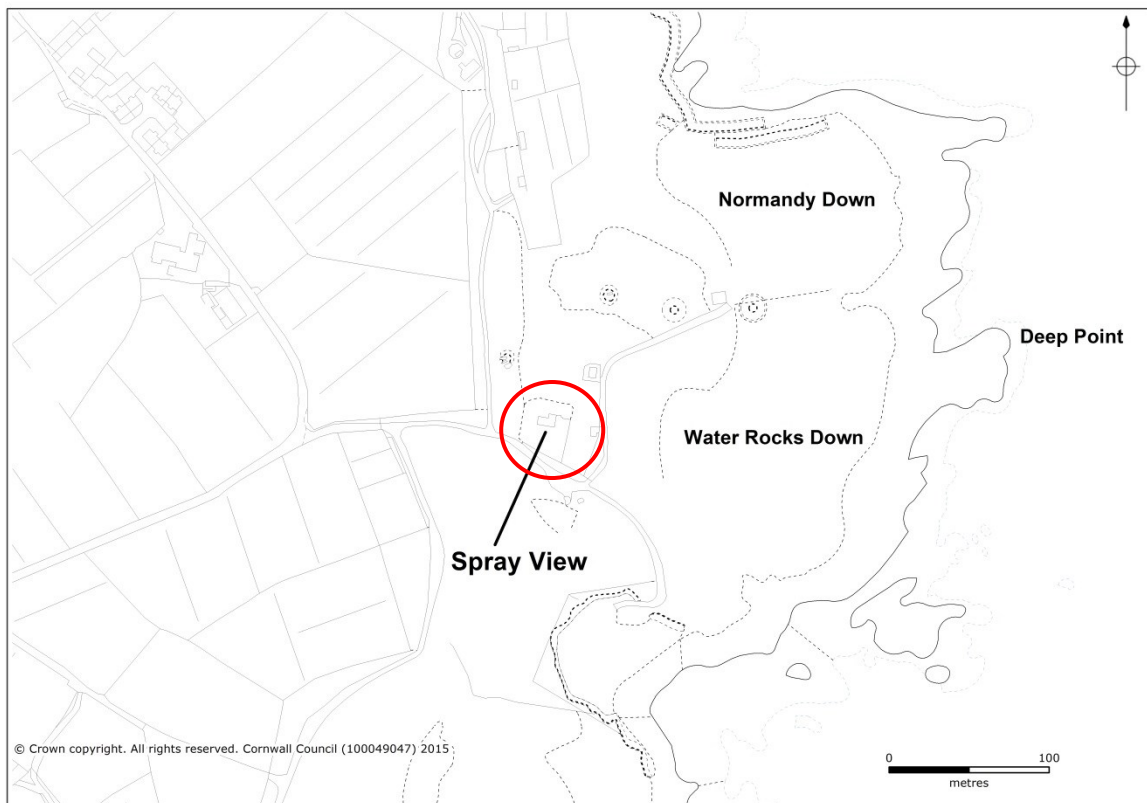 Normandy Down
Deep Point
Water Rocks Down
Spray View
© Crown copyright. All rights reserved. Cornwall Council (100049047) 2015
0 100
metres